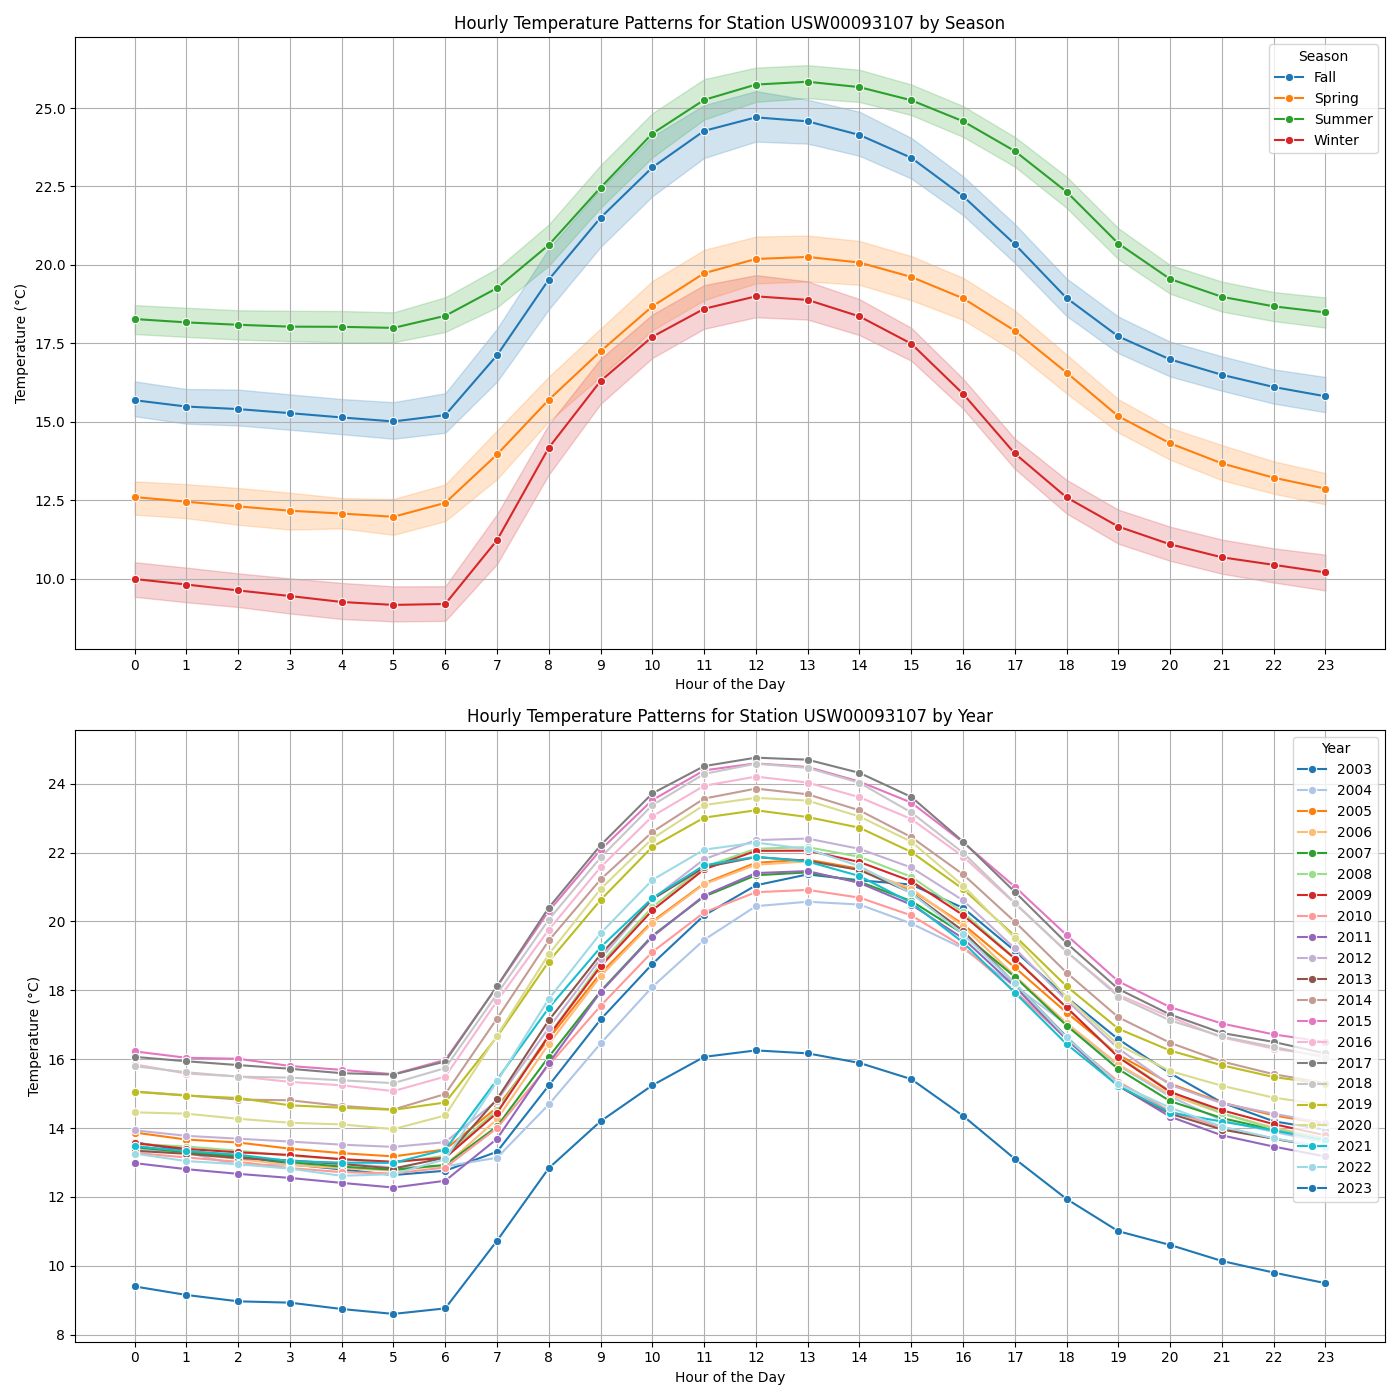 Hourly Temperature Patterns for Station USW00093107 by Season
Season
Fall
Spring
Summer
Winter
25.0
22.5
20.0
17.5
15.0
12.5
10.0
Temperature (°C)
0 1 2 3 4 5 6 7 8 9 10 11 12 13 14 15 16 17 18 19 20 21 22 23
Hour of the Day
Hourly Temperature Patterns for Station USW00093107 by Year
Year
2003
2004
2005
2006
2007
2008
2009
2010
2011
2012
2013
2014
2015
2016
2017
2018
2019
2020
2021
2022
2023
24
22
20
18
16
14
12
10
8
Temperature (°C)
0 1 2 3 4 5 6 7 8 9 10 11 12 13 14 15 16 17 18 19 20 21 22 23
Hour of the Day